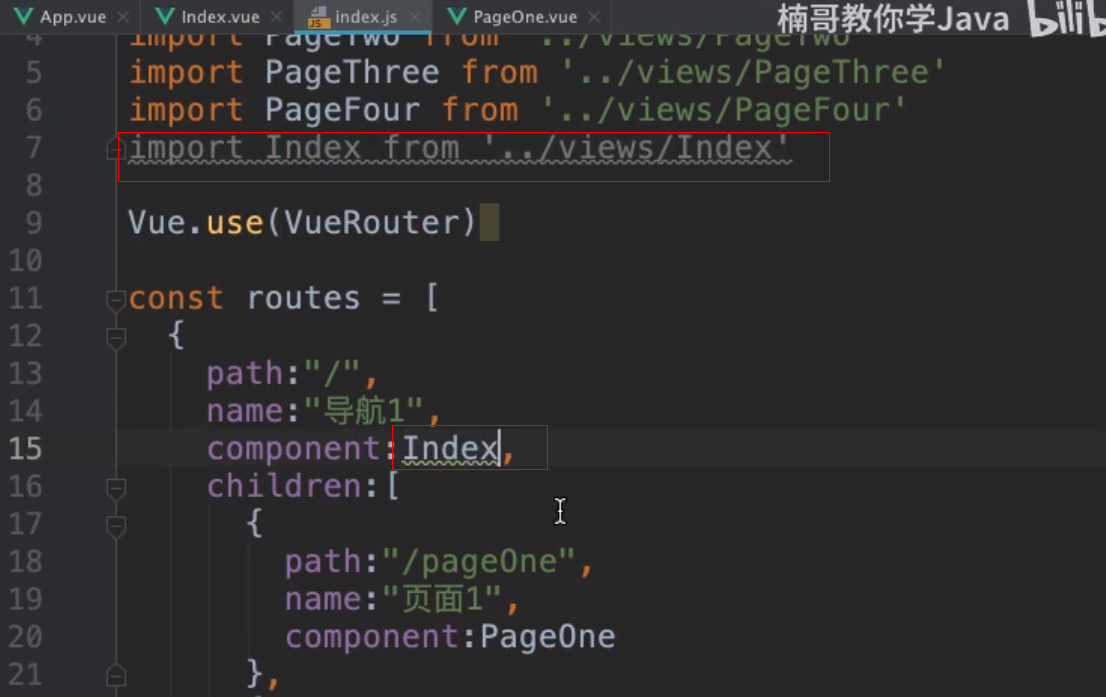 App.vue Index.vue index.js PageOne.vue 楠哥教你学Java bilib
4 import PageTwo from '../views/PageTwo'
5 import PageThree from '../views/PageThree'
6 import PageFour from '../views/PageFour'
7 import Index from '../views/Index'
8
9 Vue.use(VueRouter)
10
11 const routes = [
12 {
13 path:"/",
14 name:"导航1",
15 component:Index,
16 children:[
17 {
18 path:"/pageOne",
19 name:"页面1",
20 component:PageOne
21 },